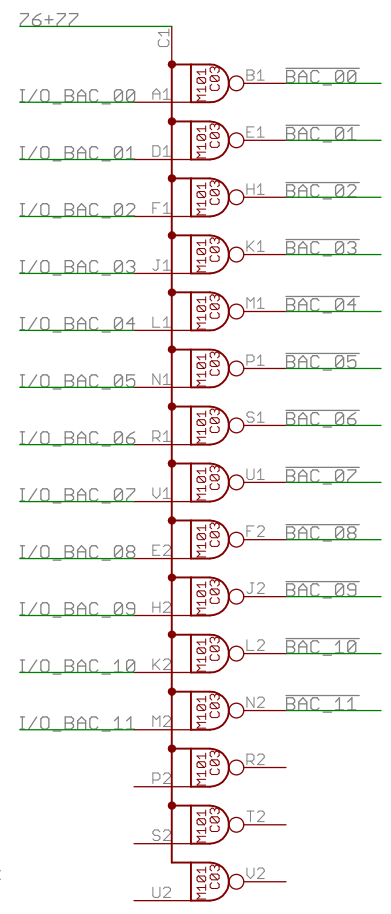 76+77
C1
M101 C03 B1 BAC_00
I/O_BAC_00 A1
M101 C03 E1 BAC_01
I/O_BAC_01 D1
M101 C03 H1 BAC_02
I/O_BAC_02 F1
M101 C03 K1 BAC_03
I/O_BAC_03 J1
M101 C03 M1 BAC_04
I/O_BAC_04 L1
M101 C03 P1 BAC_05
I/O_BAC_05 N1
M101 C03 S1 BAC_06
I/O_BAC_06 R1
M101 C03 U1 BAC_07
I/O_BAC_07 V1
M101 C03 F2 BAC_08
I/O_BAC_08 E2
M101 C03 J2 BAC_09
I/O_BAC_09 H2
M101 C03 L2 BAC_10
I/O_BAC_10 K2
M101 C03 N2 BAC_11
I/O_BAC_11 M2
M101 C03 R2
P2
M101 C03 T2
S2
M101 C03 V2
U2